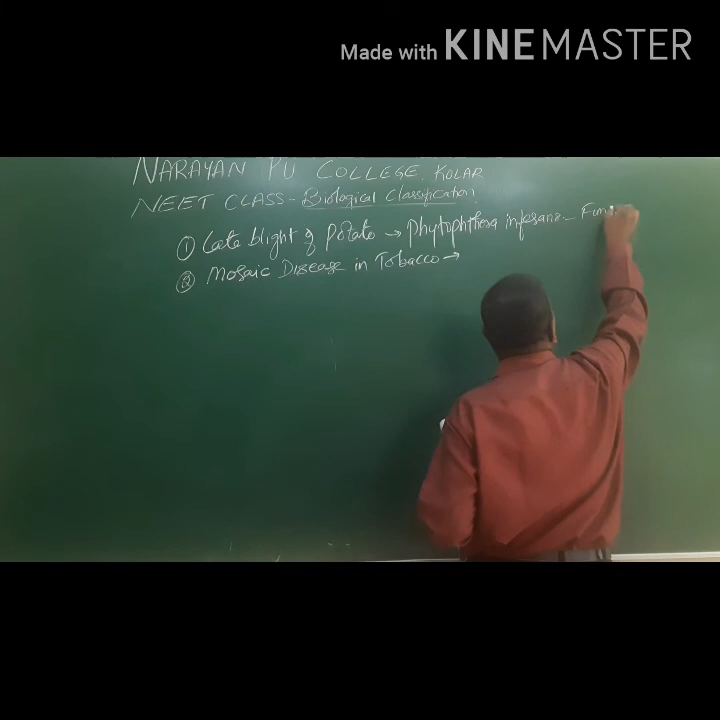 Made with KINEMASTER
NARAYAN PU COLLEGE, KOLAR
NEET CLASS - Biological Classification
① Late blight of Potato → Phytophthora infesans - Fun
② Mosaic Disease in Tobacco →